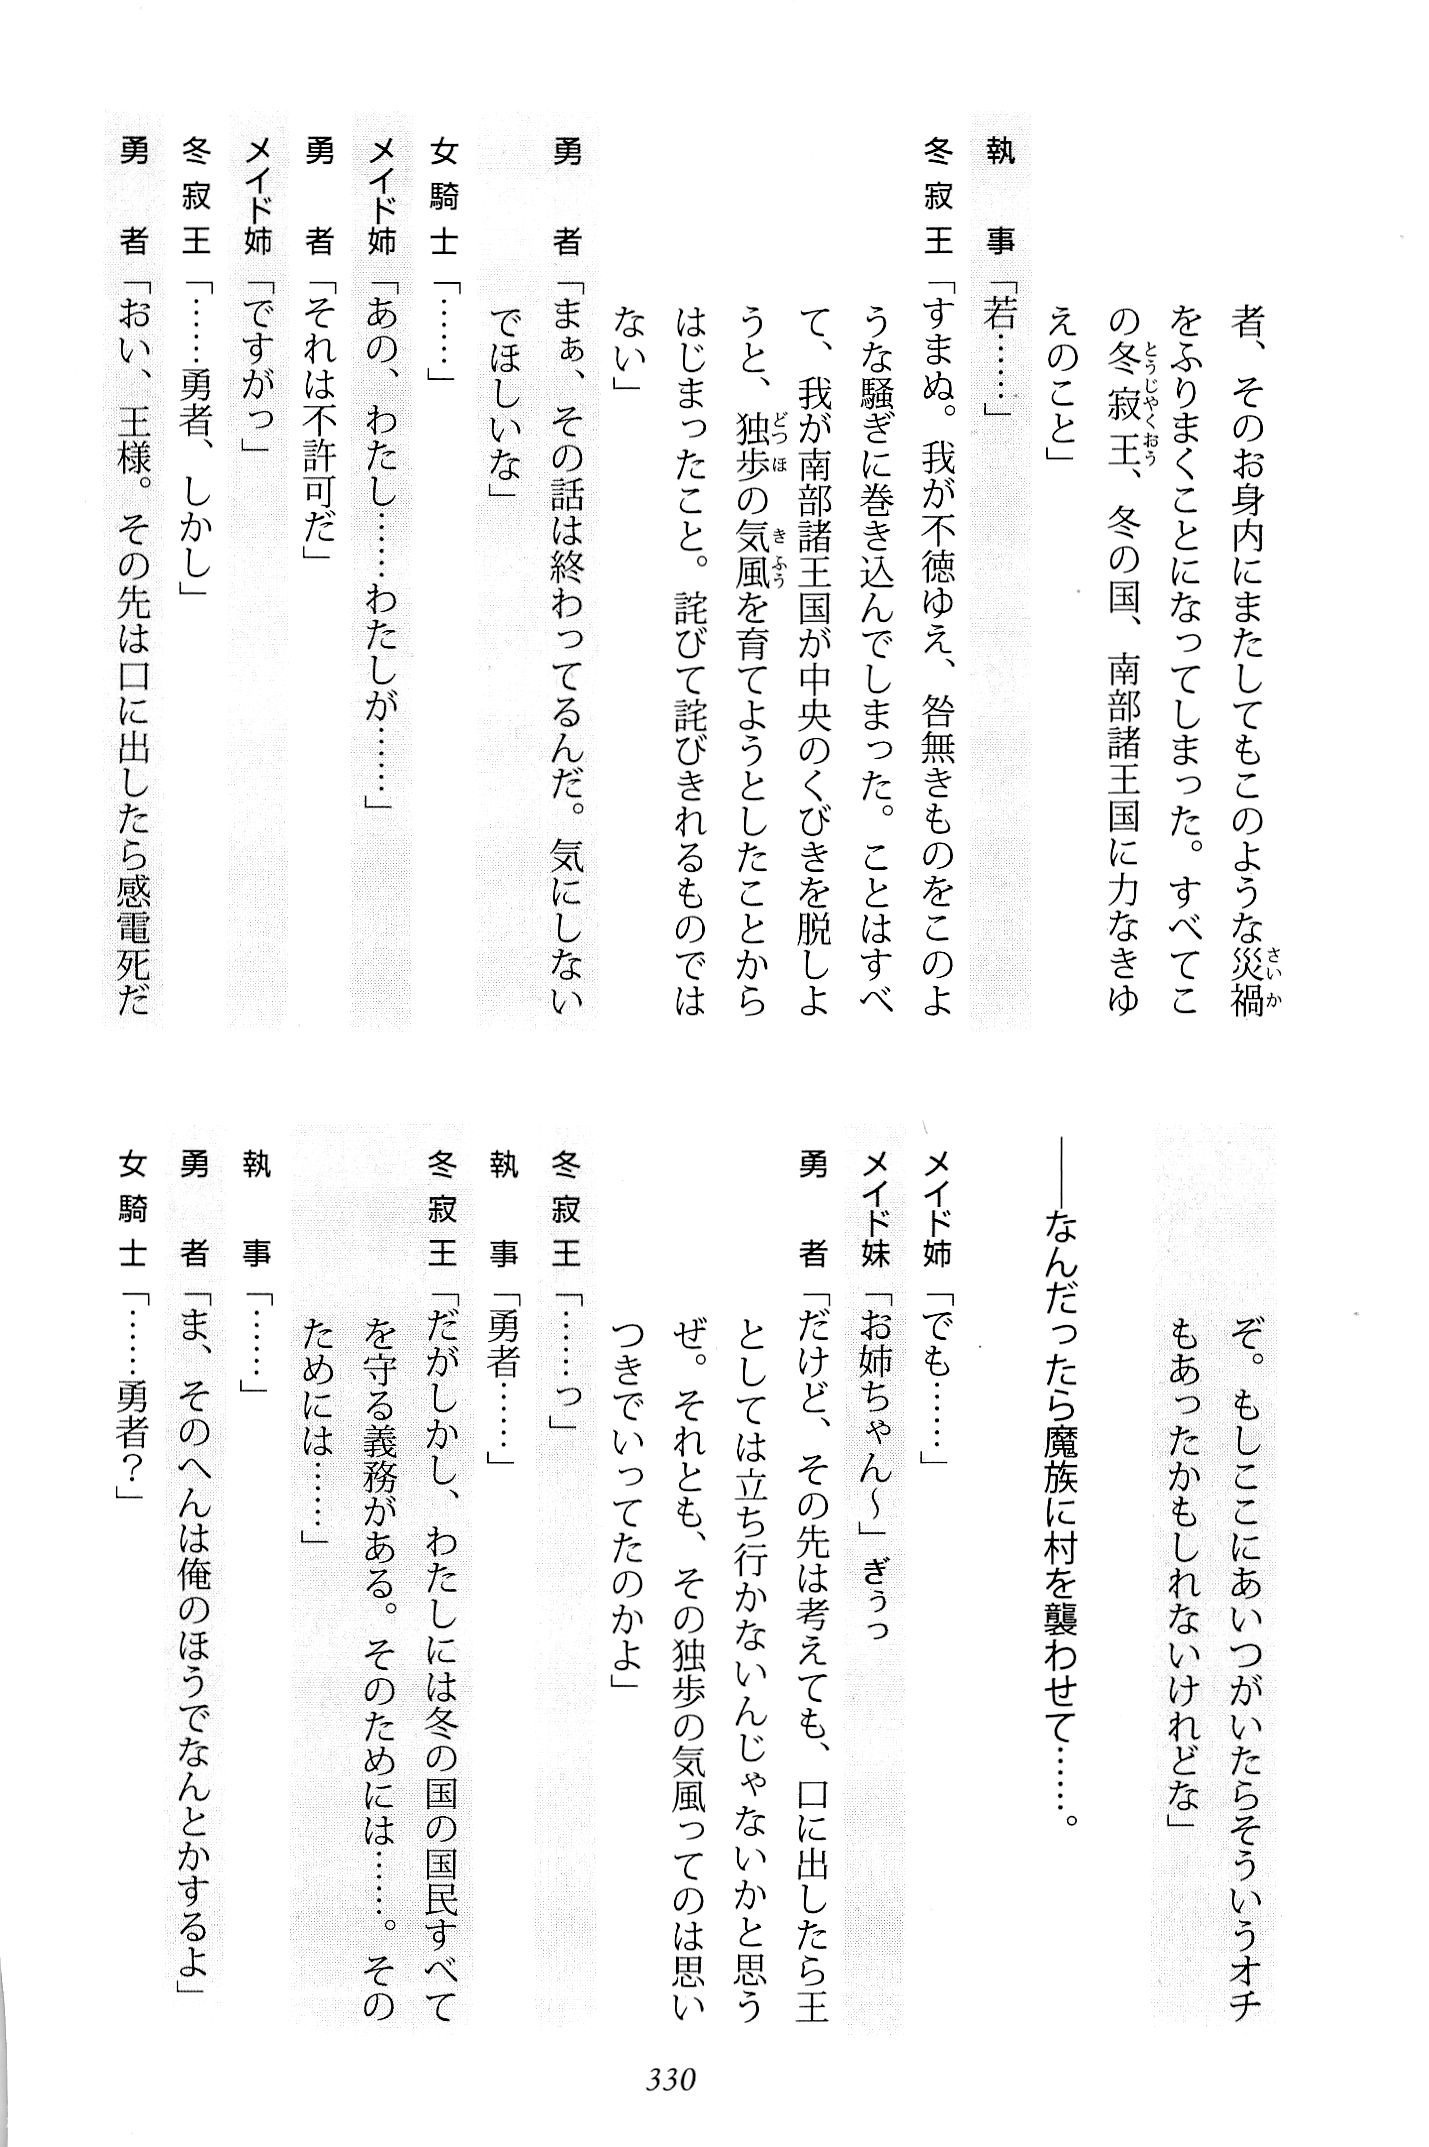 者、そのお身内にまたしてもこのような災禍
をふりまくことになってしまった。すべてこ
の冬寂王、冬の国、南部諸王国に力なきゆ
えのこと」
執事「若……」
冬寂王「すまぬ。我が不徳ゆえ、咎無きものをこのよ
うな騒ぎに巻き込んでしまった。ことはすべ
て、我が南部諸王国が中央のくびきを脱しよ
うと、独歩の気風を育てようとしたことから
はじまったこと。詫びて詫びきれるものでは
ない」
勇者「まぁ、その話は終わってるんだ。気にしない
でほしいな」
女騎士「……」
メイド姉「あの、わたし……わたしが……」
勇者「それは不許可だ」
メイド姉「ですがっ」
冬寂王「……勇者、しかし」
勇者「おい、王様。その先は口に出したら感電死だ
ぞ。もしここにあいつがいたらそういうオチ
もあったかもしれないけれどな」
――なんだったら魔族に村を襲わせて……。
メイド姉「でも……」
メイド妹「お姉ちゃん～」ぎぅっ
勇者「だけど、その先は考えても、口に出したら王
としては立ち行かないんじゃないかと思う
ぜ。それとも、その独歩の気風ってのは思い
つきでいってたのかよ」
冬寂王「……っ」
執事「勇者……」
冬寂王「だがしかし、わたしには冬の国の国民すべて
を守る義務がある。そのためには……。その
ためには……」
執事「……」
勇者「ま、そのへんは俺のほうでなんとかするよ」
女騎士「……勇者？」
330